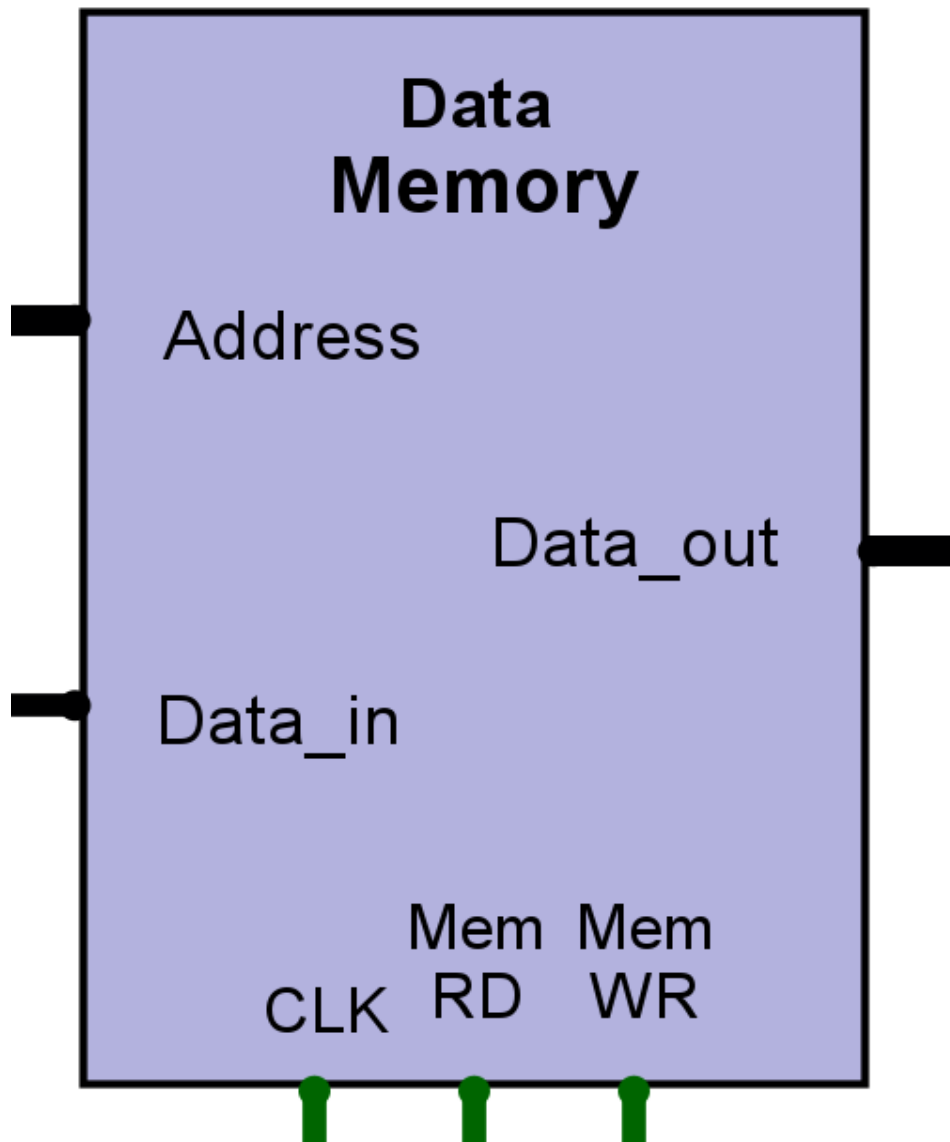 Data
Memory
Address
Data_out
Data_in
Mem Mem
CLK RD WR